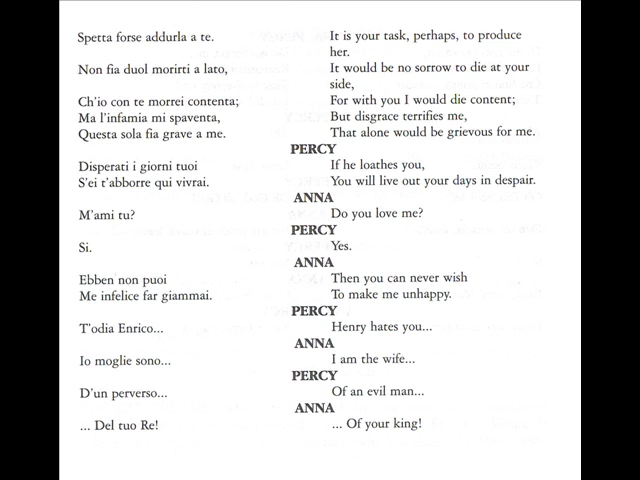 Spetta forse addurla a te.
It is your task, perhaps, to produce
her.
Non fia duol morirti a lato,
It would be no sorrow to die at your
side,
Ch'io con te morrei contenta;
For with you I would die content;
Ma l'infamia mi spaventa,
But disgrace terrifies me,
Questa sola fia grave a me.
That alone would be grievous for me.
PERCY
Disperati i giorni tuoi
If he loathes you,
S'ei t'abborre qui vivrai.
You will live out your days in despair.
ANNA
M'ami tu?
Do you love me?
PERCY
Si.
Yes.
ANNA
Ebben non puoi
Then you can never wish
Me infelice far giammai.
To make me unhappy.
PERCY
T'odia Enrico...
Henry hates you...
ANNA
Io moglie sono...
I am the wife...
PERCY
D'un perverso...
Of an evil man...
ANNA
... Del tuo Re!
... Of your king!